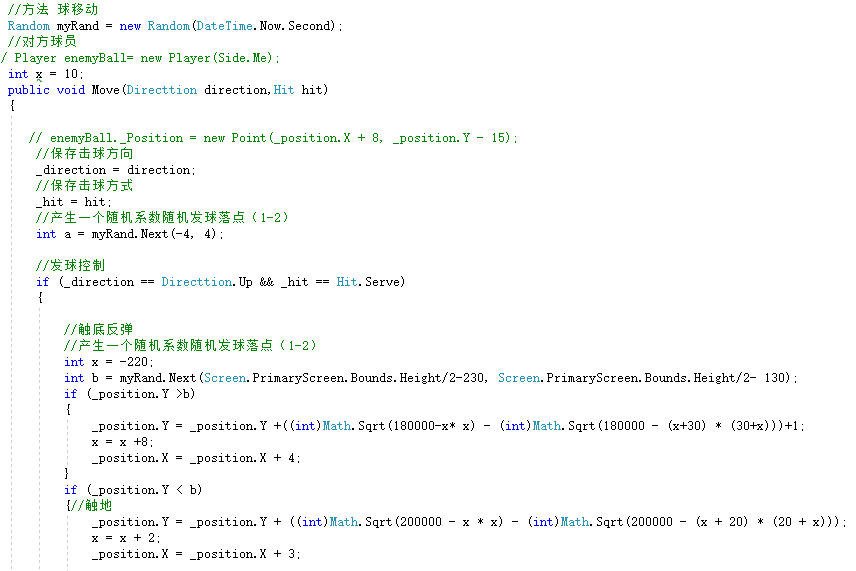 //方法 球移动
Random myRand = new Random(DateTime.Now.Second);
//对方球员
/ Player enemyBall= new Player(Side.Me);
int x = 10;
public void Move(Directtion direction,Hit hit)
{
// enemyBall._Position = new Point(_position.X + 8, _position.Y - 15);
//保存击球方向
_direction = direction;
//保存击球方式
_hit = hit;
//产生一个随机系数随机发球落点（1-2）
int a = myRand.Next(-4, 4);
//发球控制
if (_direction == Directtion.Up && _hit == Hit.Serve)
{
//触底反弹
//产生一个随机系数随机发球落点（1-2）
int x = -220;
int b = myRand.Next(Screen.PrimaryScreen.Bounds.Height/2-230, Screen.PrimaryScreen.Bounds.Height/2- 130);
if (_position.Y >b)
{
_position.Y = _position.Y +((int)Math.Sqrt(180000-x* x) - (int)Math.Sqrt(180000 - (x+30) * (30+x)))+1;
x = x +8;
_position.X = _position.X + 4;
}
if (_position.Y < b)
{//触地
_position.Y = _position.Y + ((int)Math.Sqrt(200000 - x * x) - (int)Math.Sqrt(200000 - (x + 20) * (20 + x)));
x = x + 2;
_position.X = _position.X + 3;